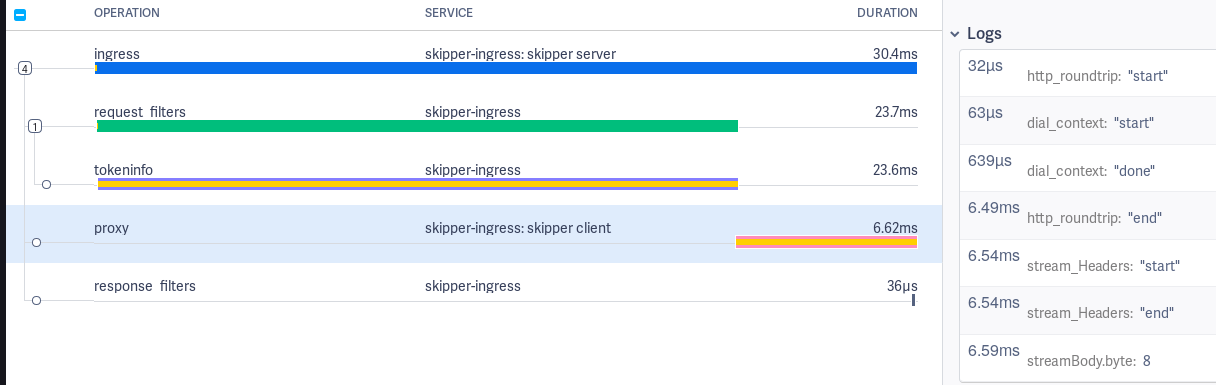 OPERATION SERVICE DURATION
ingress skipper-ingress: skipper server 30.4ms
4
request_filters skipper-ingress 23.7ms
1
tokeninfo skipper-ingress 23.6ms
proxy skipper-ingress: skipper client 6.62ms
response_filters skipper-ingress 36µs
Logs
32µs
http_roundtrip: "start"
63µs
dial_context: "start"
639µs
dial_context: "done"
6.49ms
http_roundtrip: "end"
6.54ms
stream_Headers: "start"
6.54ms
stream_Headers: "end"
6.59ms
streamBody.byte: 8